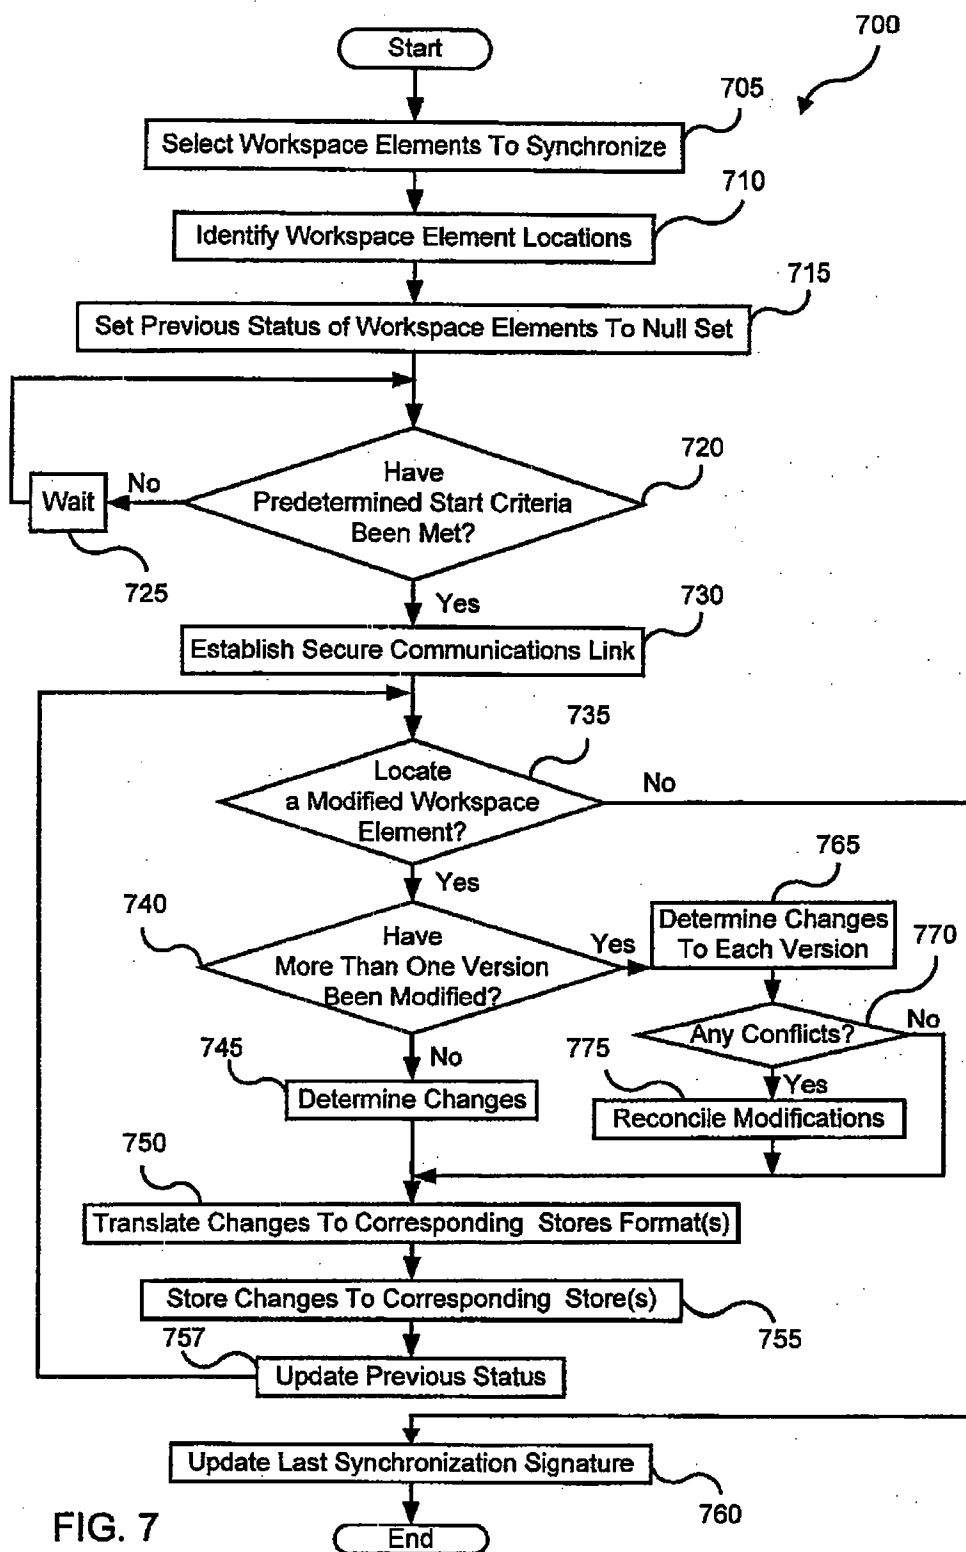 700
Start
705
Select Workspace Elements To Synchronize
710
Identify Workspace Element Locations
715
Set Previous Status of Workspace Elements To Null Set
720
Have
Predetermined Start Criteria
Been Met?
No
Wait
725
Yes
730
Establish Secure Communications Link
735
Locate
a Modified Workspace
Element?
No
Yes
740
Have
More Than One Version
Been Modified?
Yes
765
Determine Changes
To Each Version
770
Any Conflicts?
No
775
Yes
Reconcile Modifications
No
745
Determine Changes
750
Translate Changes To Corresponding Stores Format(s)
Store Changes To Corresponding Store(s)
755
757
Update Previous Status
Update Last Synchronization Signature
760
End
FIG. 7